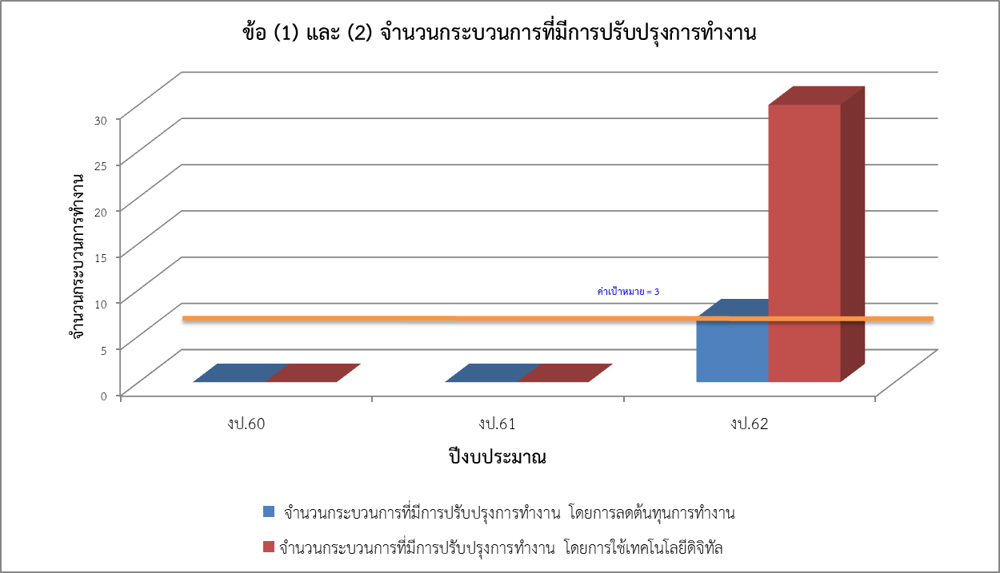 ข้อ (1) และ (2) จำนวนกระบวนการที่มีการปรับปรุงการทำงาน
จำนวนกระบวนการทำงาน
30
25
20
15
10
5
0
ค่าเป้าหมาย = 3
งป.60 งป.61 งป.62
ปีงบประมาณ
จำนวนกระบวนการที่มีการปรับปรุงการทำงาน โดยการลดต้นทุนการทำงาน
จำนวนกระบวนการที่มีการปรับปรุงการทำงาน โดยการใช้เทคโนโลยีดิจิทัล